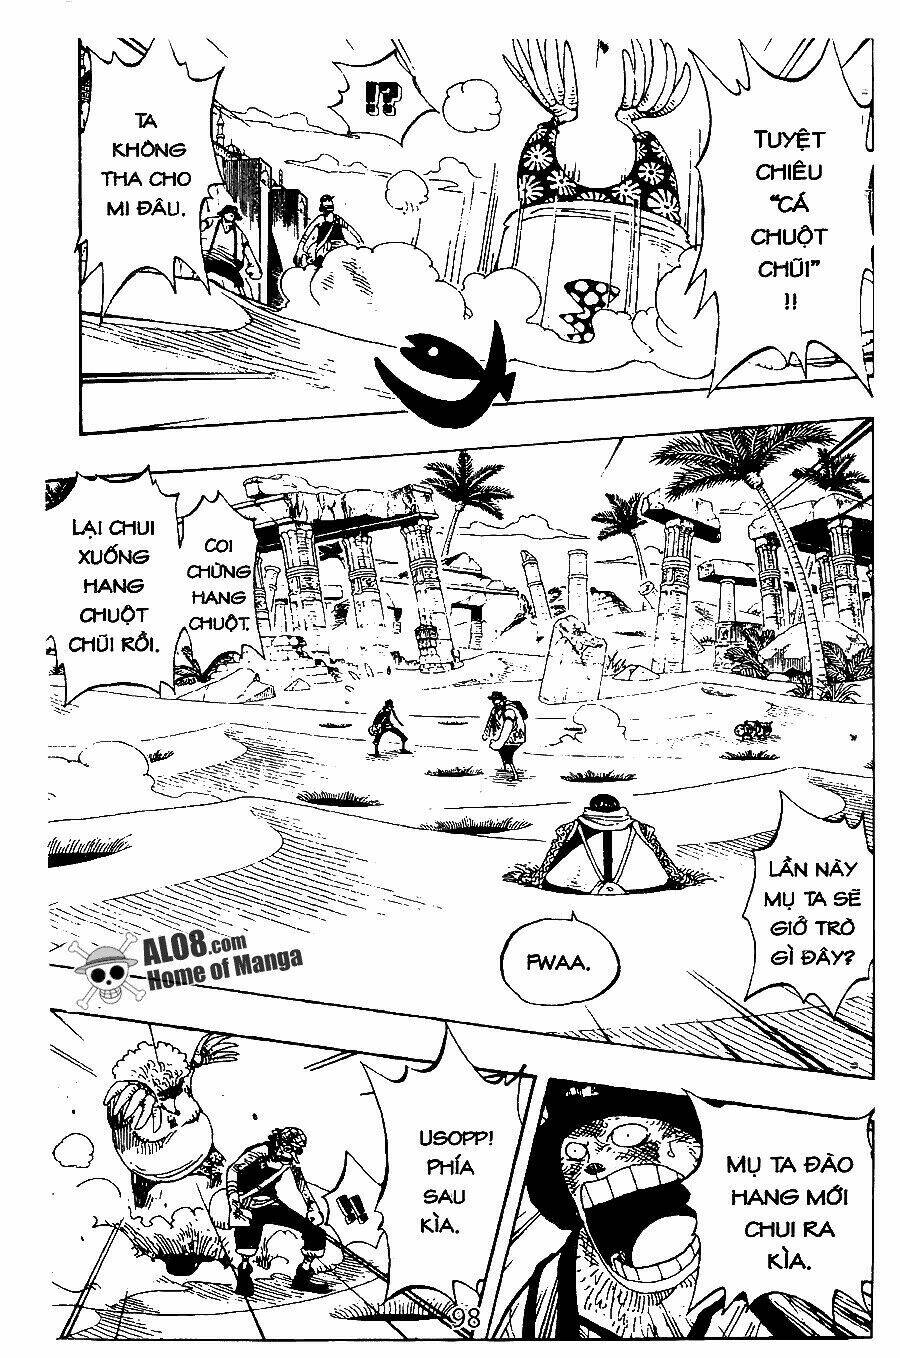 TUYỆT
CHIÊU
"CÁ
CHUỘT
CHŨI"
!!
!?
TA
KHÔNG
THA CHO
MI ĐÂU.
COI
CHỪNG
HANG
CHUỘT.
LẠI CHUI
XUỐNG
HANG
CHUỘT
CHŨI RỒI.
LẦN NÀY
MỤ TA SẼ
GIỞ TRÒ
GÌ ĐÂY?
FWAA.
AL08.com
Home of Manga
MỤ TA ĐÀO
HANG MỚI
CHUI RA
KÌA.
USOPP!
PHÍA
SAU
KÌA.
!!
98